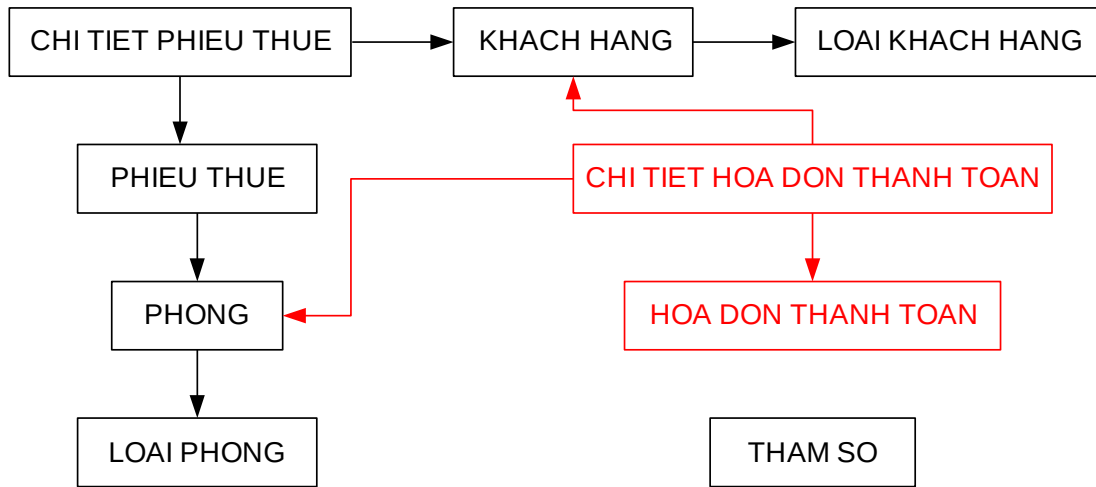 CHI TIET PHIEU THUE
KHACH HANG
LOAI KHACH HANG
PHIEU THUE
CHI TIET HOA DON THANH TOAN
PHONG
HOA DON THANH TOAN
LOAI PHONG
THAM SO